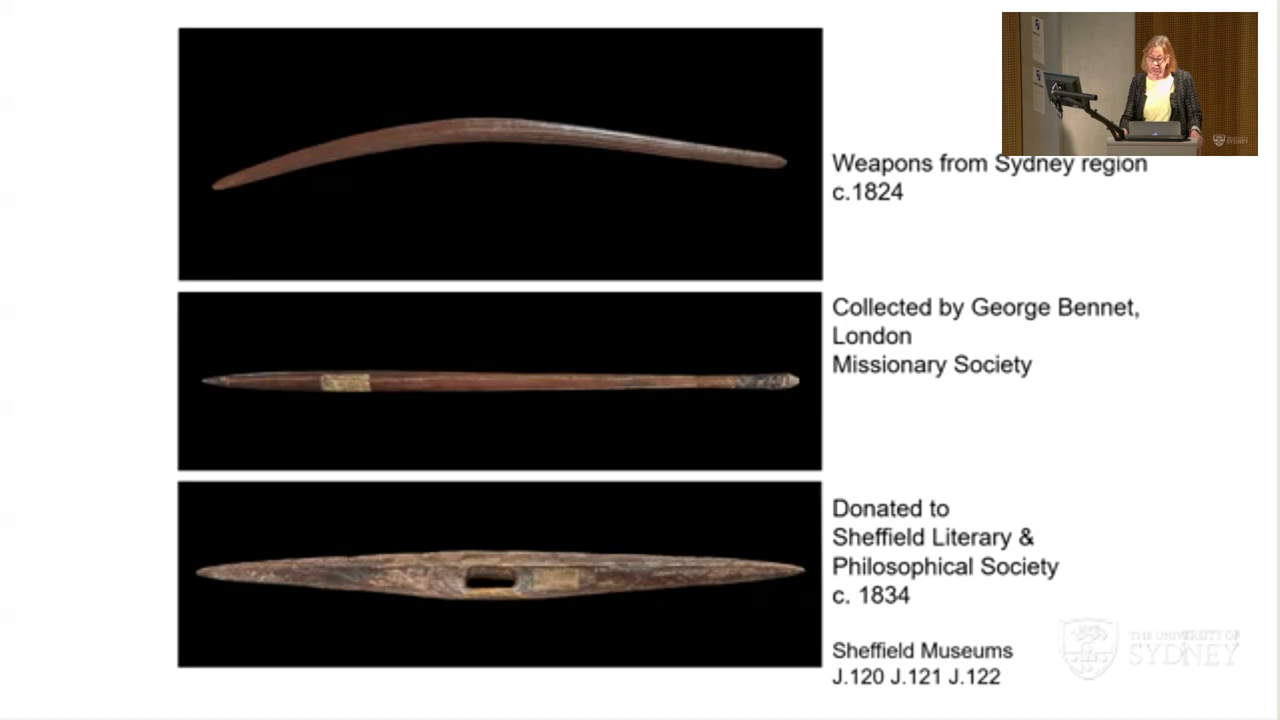 Weapons from Sydney region
c.1824
Collected by George Bennet,
London
Missionary Society
Donated to
Sheffield Literary &
Philosophical Society
c. 1834
Sheffield Museums
J.120 J.121 J.122
THE UNIVERSITY OF
SYDNEY
SYDNEY